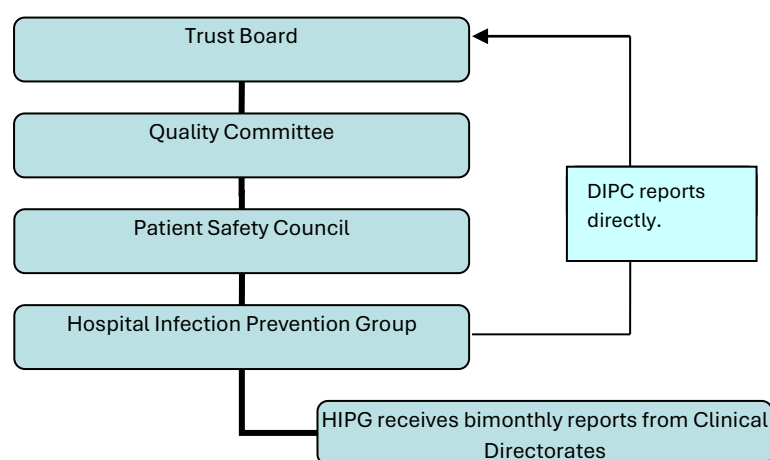 Trust Board
Quality Committee
DIPC reports
directly.
Patient Safety Council
Hospital Infection Prevention Group
HIPG receives bimonthly reports from Clinical
Directorates